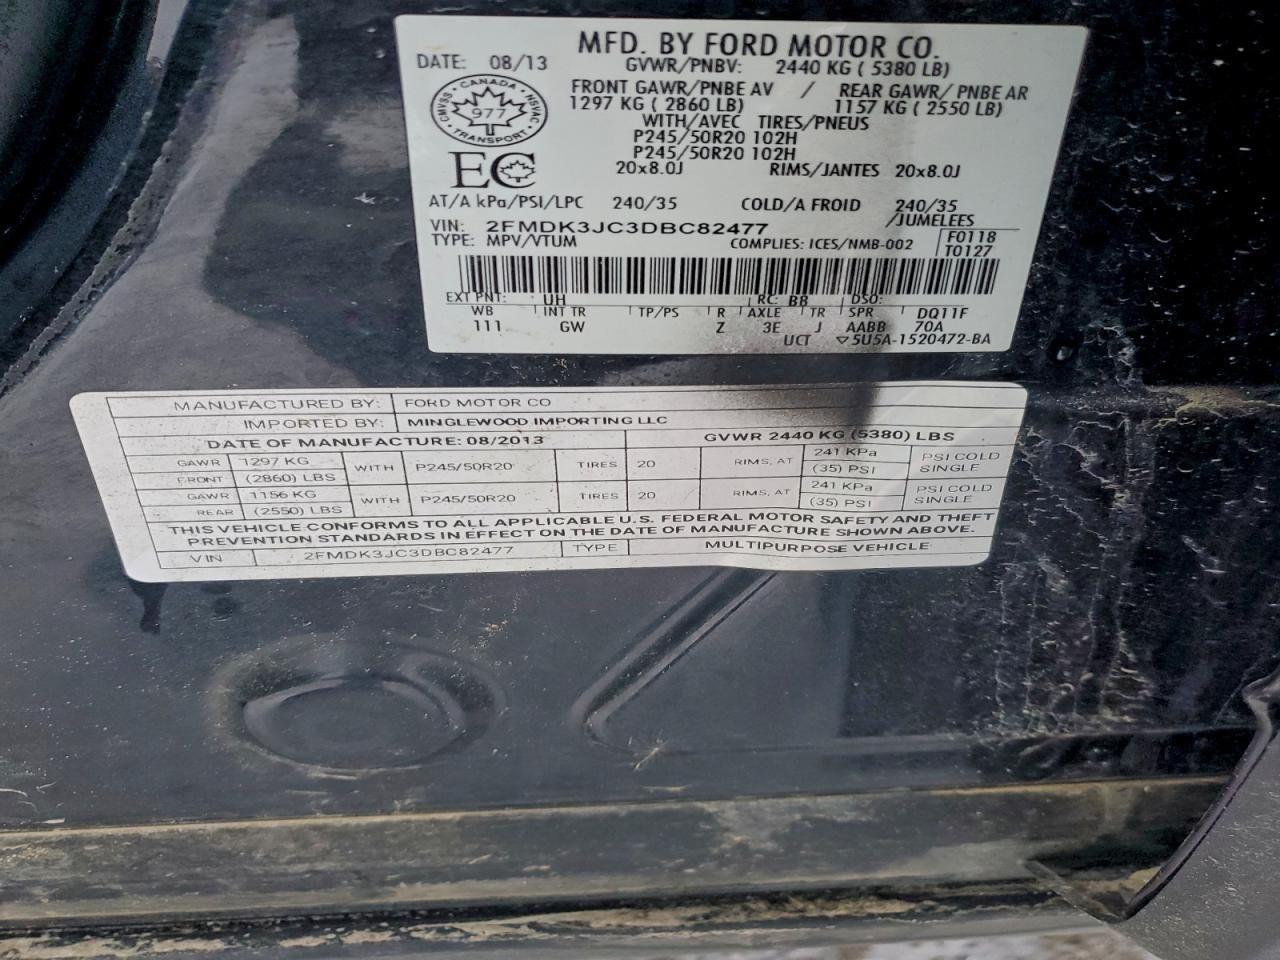 MFD. BY FORD MOTOR CO.
DATE: 08/13
GVWR/PNBV: 2440 KG ( 5380 LB)
FRONT GAWR/PNBE AV / REAR GAWR/ PNBE AR
1297 KG ( 2860 LB) 1157 KG ( 2550 LB)
CANADA
CMVSS 977 NSVAC
TRANSPORT
WITH/AVEC TIRES/PNEUS
P245/50R20 102H
P245/50R20 102H
EC
20x8.0J RIMS/JANTES 20x8.0J
AT/A kPa/PSI/LPC 240/35 COLD/A FROID 240/35
/JUMELEES
VIN: 2FMDK3JC3DBC82477
TYPE: MPV/VTUM COMPLIES: ICES/NMB-002 F0118
T0127
EXT PNT: UH RC: B8 DSO:
WB INT TR TP/PS R AXLE TR SPR DQ11F
111 GW Z 3E J AABB 70A
UCT ▽5U5A-1520472-BA
MANUFACTURED BY: FORD MOTOR CO
IMPORTED BY: MINGLEWOOD IMPORTING LLC
DATE OF MANUFACTURE: 08/2013 GVWR 2440 KG (5380) LBS
GAWR 1297 KG WITH P245/50R20 TIRES 20 RIMS, AT 241 KPa PSI COLD
FRONT (2860) LBS (35) PSI SINGLE
GAWR 1156 KG WITH P245/50R20 TIRES 20 RIMS, AT 241 KPa PSI COLD
REAR (2550) LBS (35) PSI SINGLE
THIS VEHICLE CONFORMS TO ALL APPLICABLE U.S. FEDERAL MOTOR SAFETY AND THEFT
PREVENTION STANDARDS IN EFFECT ON THE DATE OF MANUFACTURE SHOWN ABOVE.
VIN 2FMDK3JC3DBC82477 TYPE MULTIPURPOSE VEHICLE